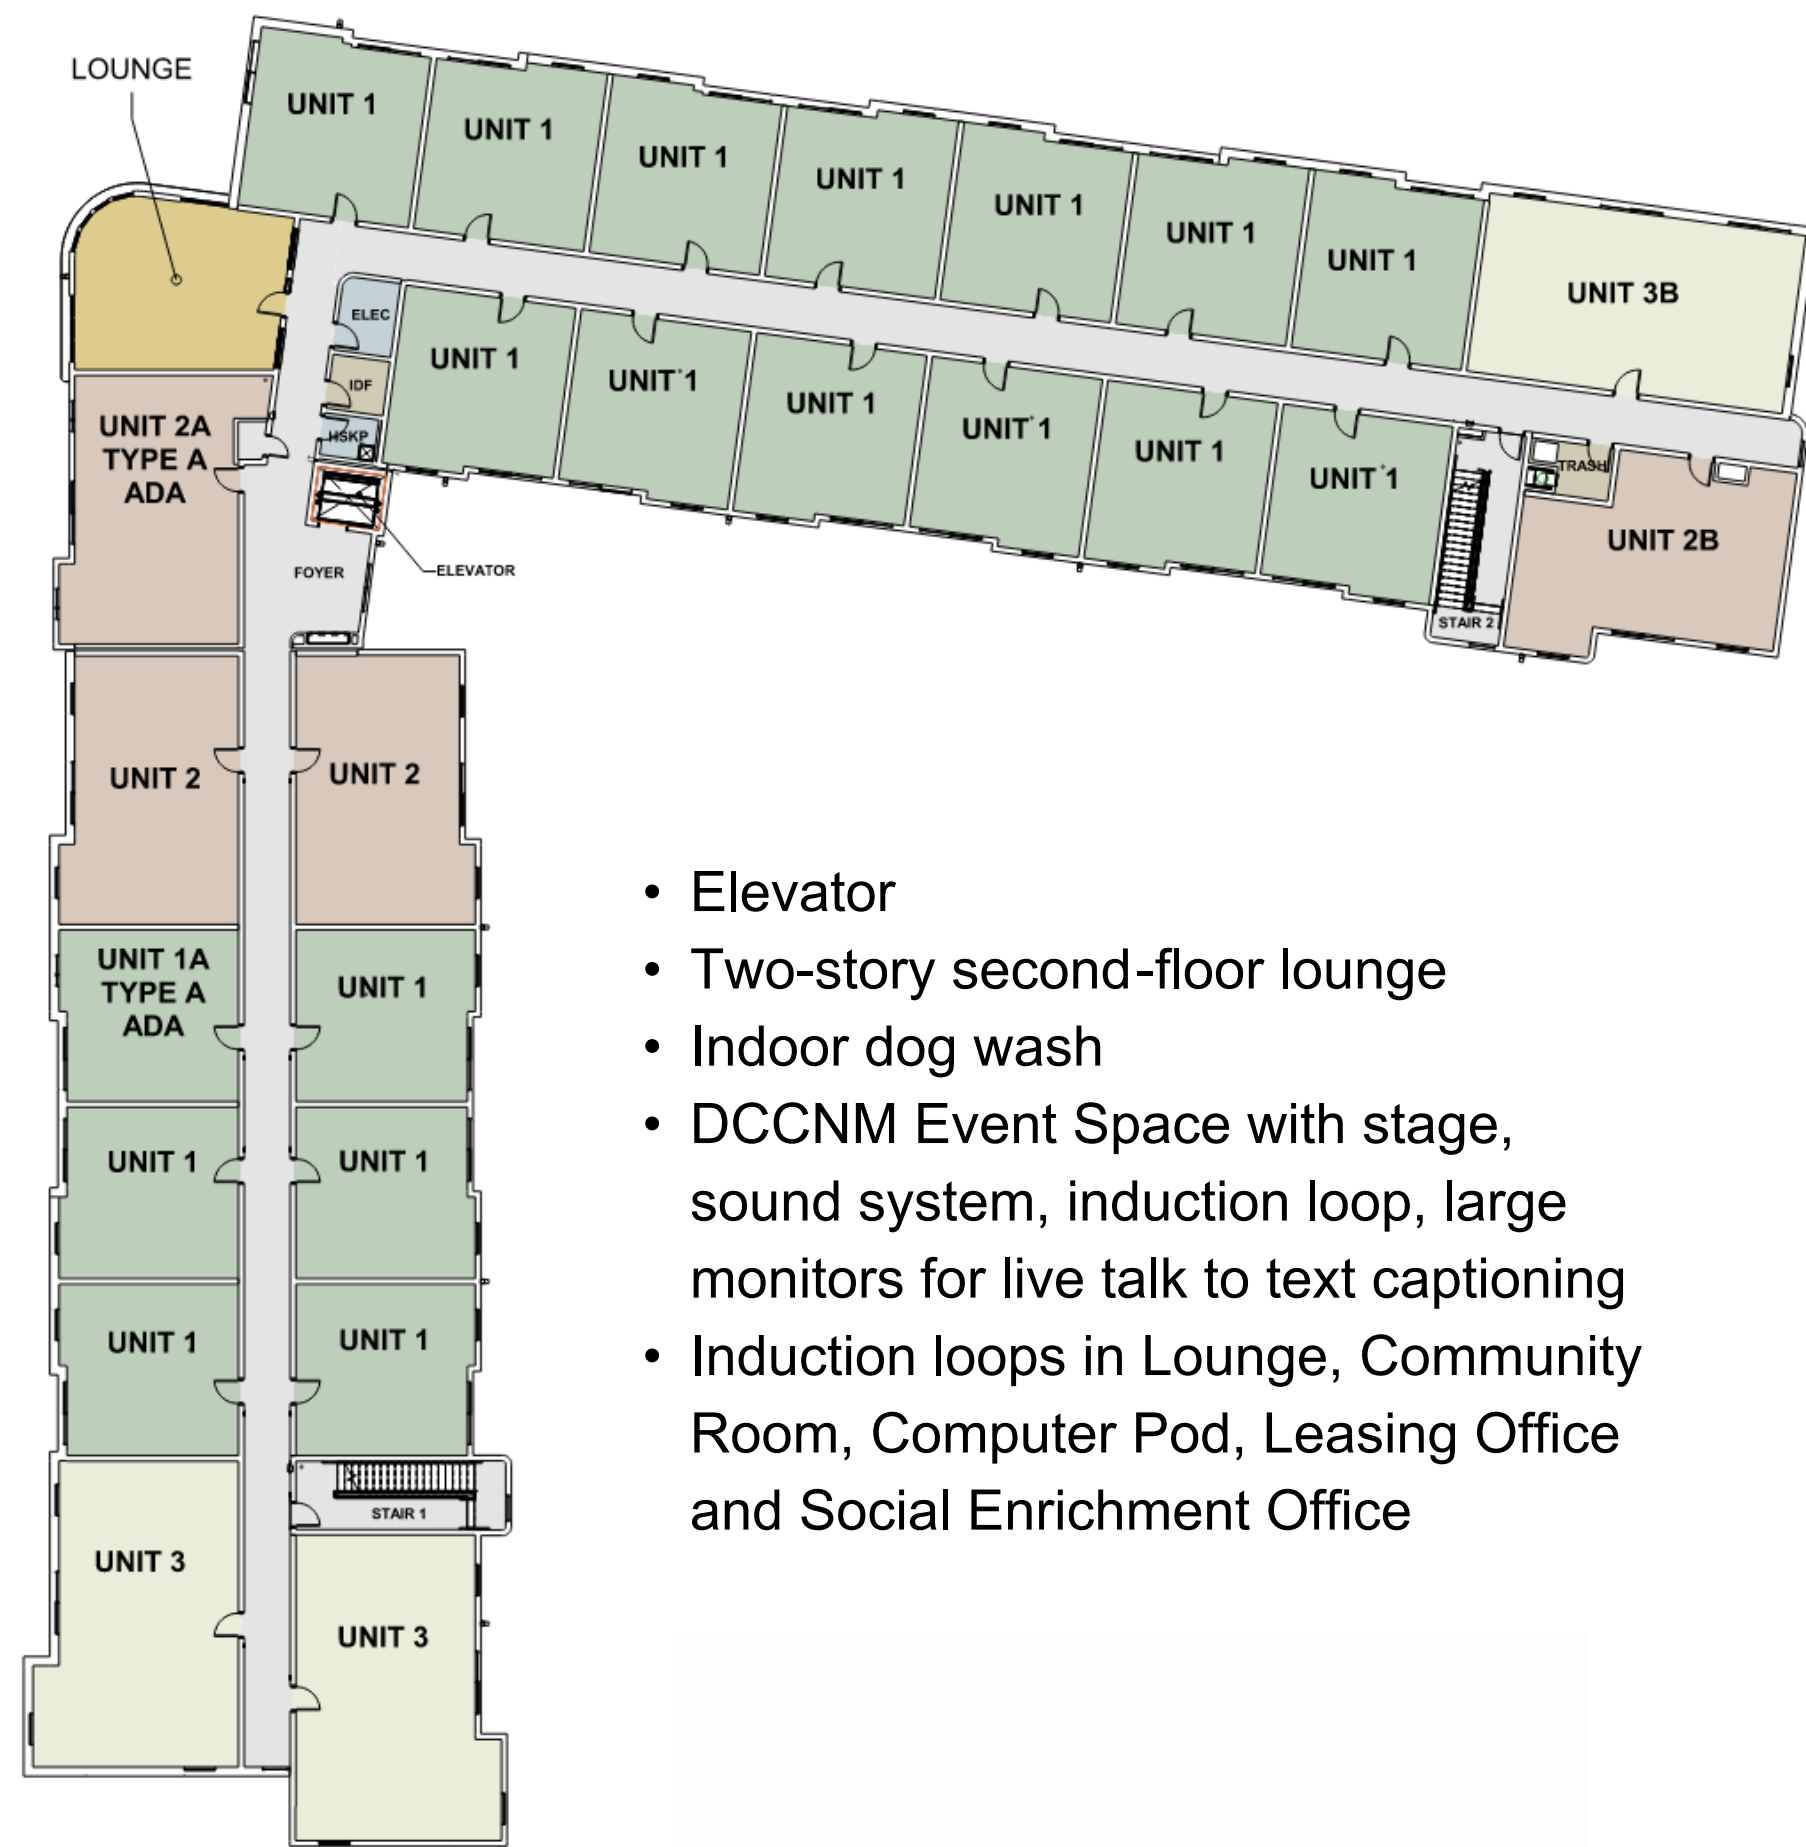 LOUNGE
UNIT 1
UNIT 1
UNIT 1
UNIT 1
UNIT 1
UNIT 1
UNIT 1
UNIT 3B
ELEC
IDF
HSKP
UNIT 1
UNIT 1
UNIT 1
UNIT 1
UNIT 1
UNIT 1
TRASH
UNIT 2B
STAIR 2
UNIT 2A
TYPE A
ADA
FOYER
ELEVATOR
UNIT 2
UNIT 2
UNIT 1A
TYPE A
ADA
UNIT 1
UNIT 1
UNIT 1
UNIT 1
UNIT 1
STAIR 1
UNIT 3
UNIT 3
• Elevator
• Two-story second-floor lounge
• Indoor dog wash
• DCCNM Event Space with stage,
sound system, induction loop, large
monitors for live talk to text captioning
• Induction loops in Lounge, Community
Room, Computer Pod, Leasing Office
and Social Enrichment Office